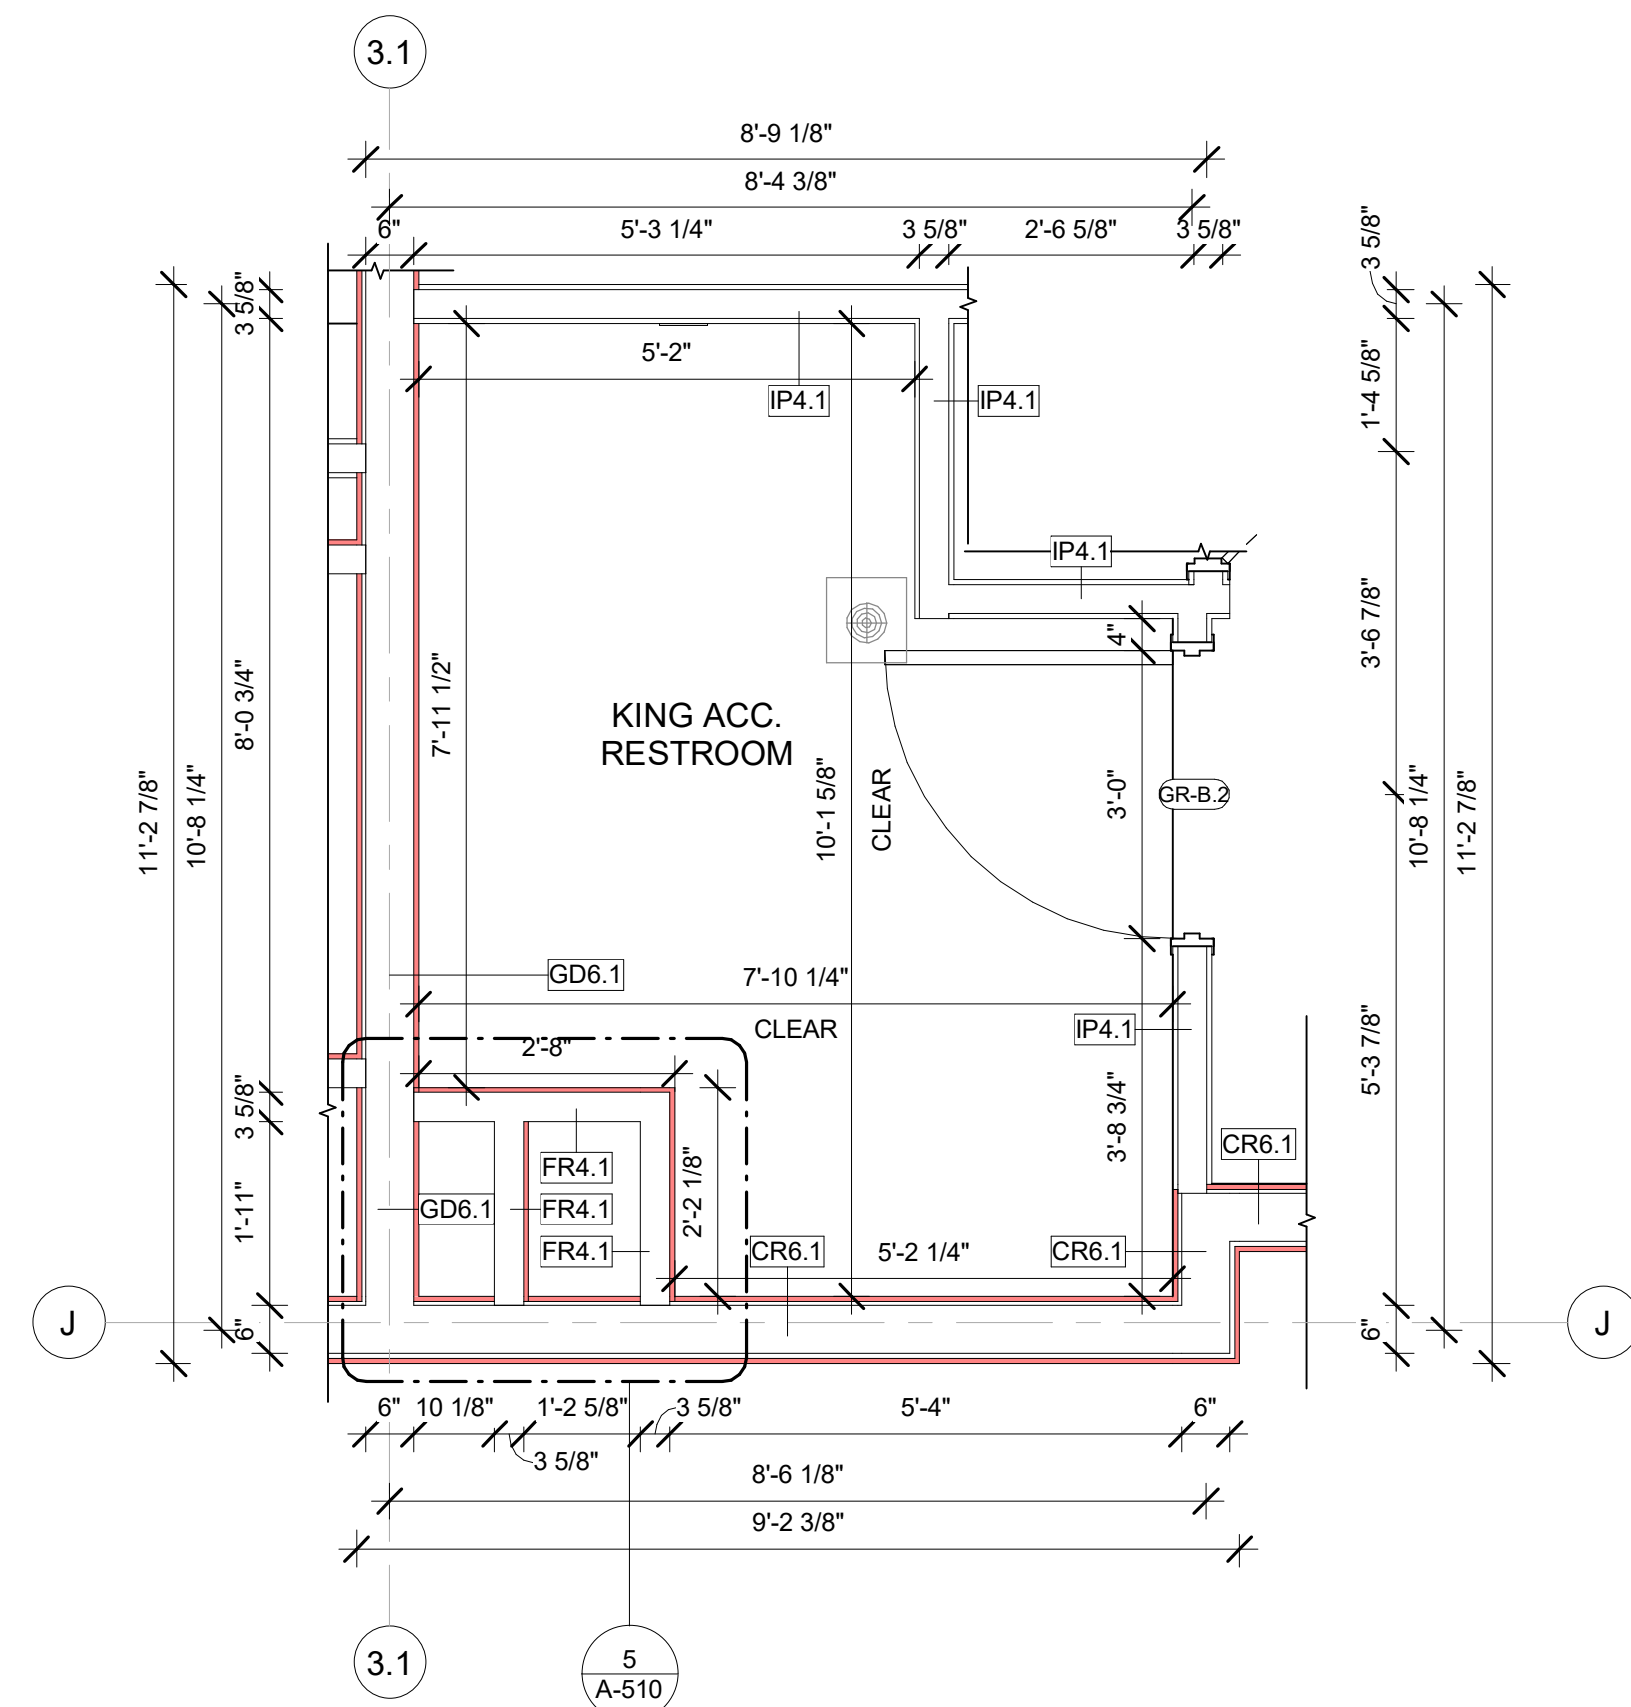 3.1
8'-9 1/8"
8'-4 3/8"
6" 5'-3 1/4" 3 5/8" 2'-6 5/8" 3 5/8"
3 5/8"
3 5/8"
5'-2"
IP4.1
IP4.1
1'-4 5/8"
IP4.1
4"
3'-6 7/8"
8'-0 3/4"
7'-11 1/2"
KING ACC.
RESTROOM
11'-2 7/8"
10'-8 1/4"
10'-1 5/8"
CLEAR
3'-0"
GR-B.2
10'-8 1/4"
11'-2 7/8"
GD6.1
7'-10 1/4"
CLEAR
IP4.1
2'-8"
5'-3 7/8"
3 5/8"
3'-8 3/4"
CR6.1
FR4.1
2'-2 1/8"
1'-11"
GD6.1
FR4.1
FR4.1
CR6.1
5'-2 1/4"
CR6.1
J
6"
6"
J
6" 10 1/8" 1'-2 5/8" 3 5/8" 5'-4" 6"
3 5/8"
8'-6 1/8"
9'-2 3/8"
3.1
5
A-510